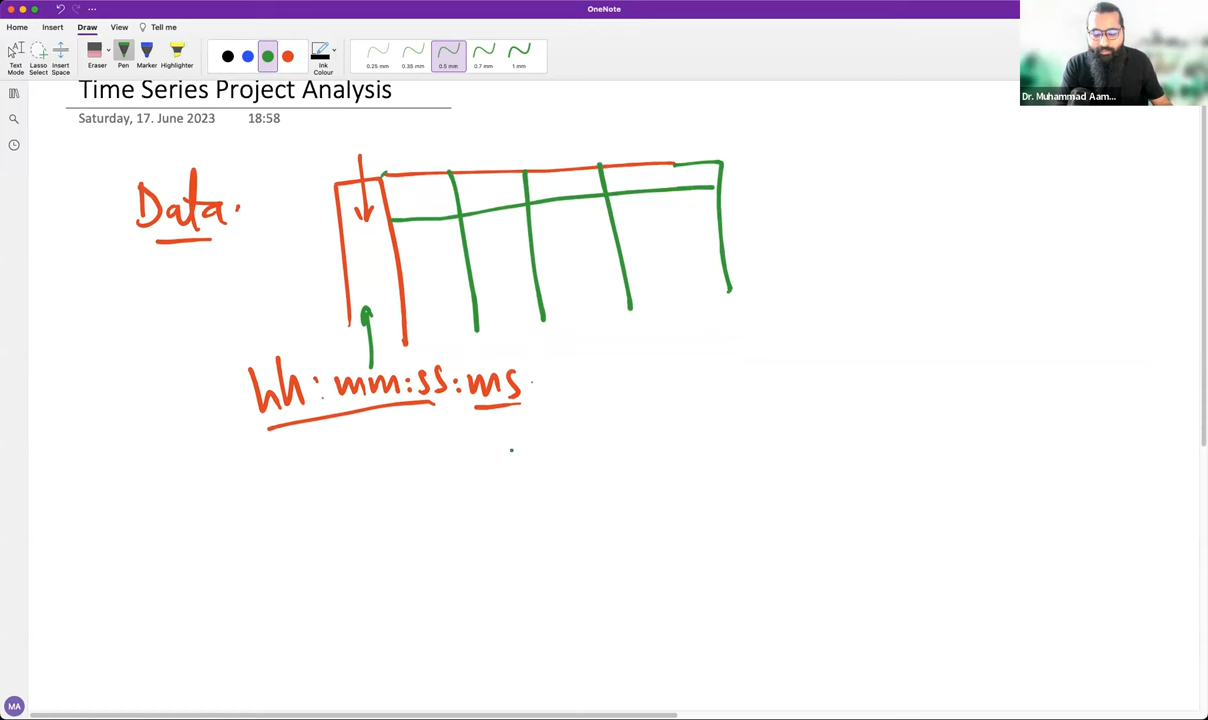 OneNote
Home Insert Draw View Tell me
Text Mode
Lasso Select
Insert Space
Eraser
Pen
Marker
Highlighter
Ink Colour
0.25 mm
0.35 mm
0.5 mm
0.7 mm
1 mm
Dr. Muhammad Aam...
Time Series Project Analysis
Saturday, 17. June 2023 18:58
Data.
hh:mm:ss:ms
MA